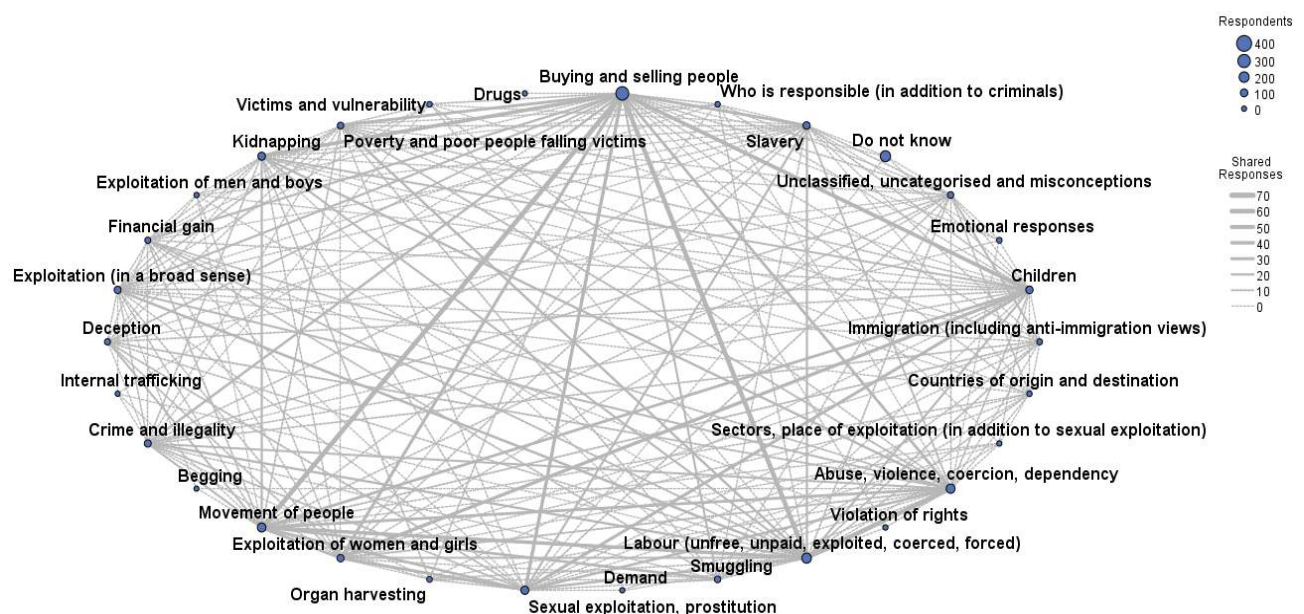 Respondents
400
300
200
100
0
Buying and selling people
Drugs
Who is responsible (in addition to criminals)
Victims and vulnerability
Kidnapping
Poverty and poor people falling victims
Slavery
Do not know
Exploitation of men and boys
Unclassified, uncategorised and misconceptions
Shared
Responses
70
60
50
40
30
20
10
0
Financial gain
Emotional responses
Exploitation (in a broad sense)
Children
Deception
Immigration (including anti-immigration views)
Internal trafficking
Countries of origin and destination
Crime and illegality
Sectors, place of exploitation (in addition to sexual exploitation)
Begging
Abuse, violence, coercion, dependency
Movement of people
Violation of rights
Exploitation of women and girls
Labour (unfree, unpaid, exploited, coerced, forced)
Organ harvesting
Demand
Smuggling
Sexual exploitation, prostitution